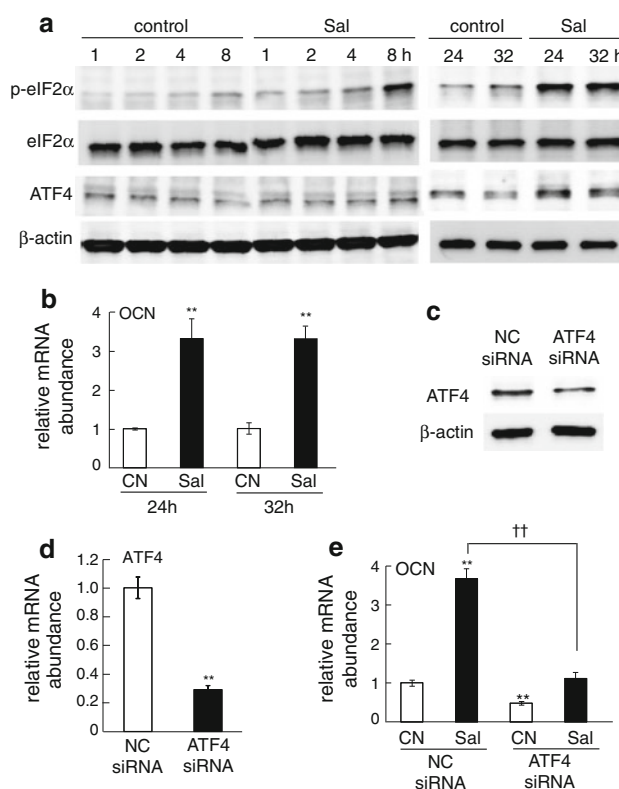 a
control Sal control Sal
1 2 4 8 1 2 4 8 h 24 32 24 32 h
p-eIF2α
eIF2α
ATF4
β-actin
b
OCN
relative mRNA
abundance
4
3
2
1
0
** **
CN Sal CN Sal
24h 32h
c
NC
siRNA
ATF4
siRNA
ATF4
β-actin
d
ATF4
relative mRNA
abundance
1.2
1.0
0.8
0.6
0.4
0.2
0
**
NC
siRNA
ATF4
siRNA
e
OCN
††
relative mRNA
abundance
4
2
0
** **
CN Sal CN Sal
NC
siRNA
ATF4
siRNA